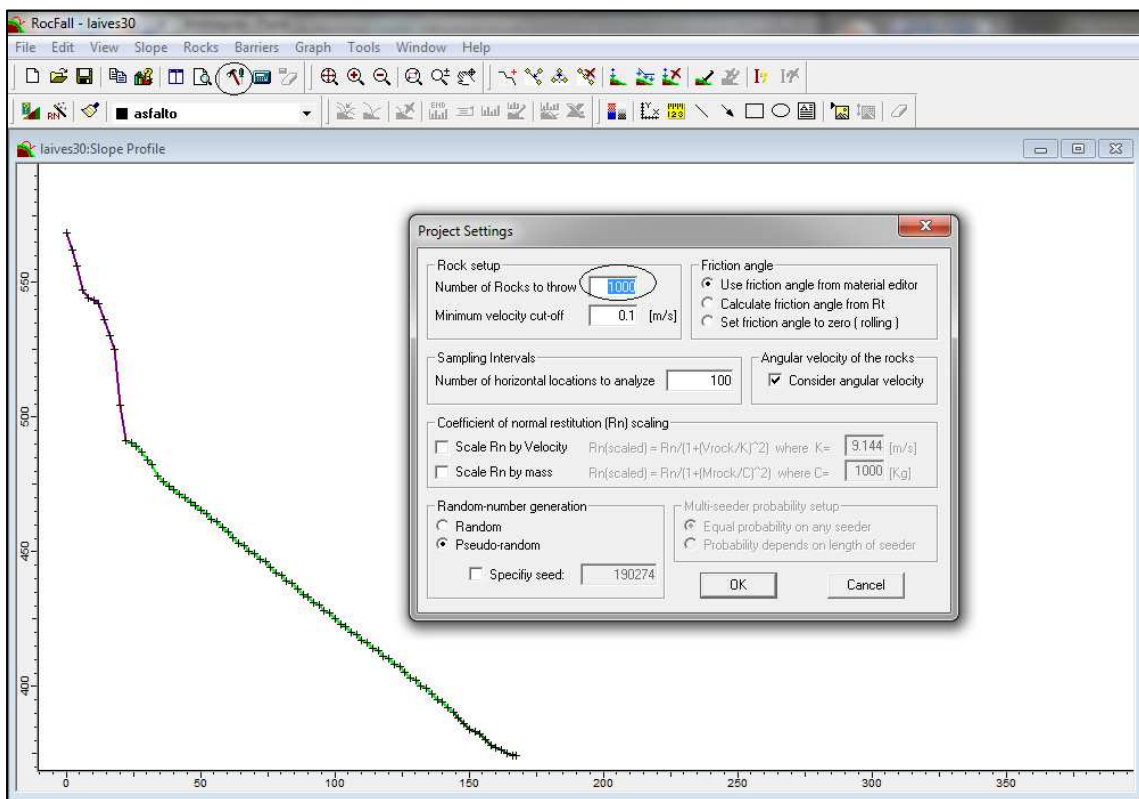 RocFall - laives30
File Edit View Slope Rocks Barriers Graph Tools Window Help
asfalto
laives30:Slope Profile
Project Settings
Rock setup
Number of Rocks to throw 1000
Minimum velocity cut-off 0.1 [m/s]
Friction angle
Use friction angle from material editor
Calculate friction angle from Rt
Set friction angle to zero ( rolling )
Sampling Intervals
Number of horizontal locations to analyze 100
Angular velocity of the rocks
Consider angular velocity
Coefficient of normal restitution (Rn) scaling
Scale Rn by Velocity Rn(scaled) = Rn/(1+(Vrock/K)^2) where K= 9.144 [m/s]
Scale Rn by mass Rn(scaled) = Rn/(1+(Mrock/C)^2) where C= 1000 [Kg]
Random-number generation
Random
Pseudo-random
Specifiy seed: 190274
Multi-seeder probability setup
Equal probability on any seeder
Probability depends on length of seeder
OK Cancel
550
500
450
400
0 50 100 150 200 250 300 350